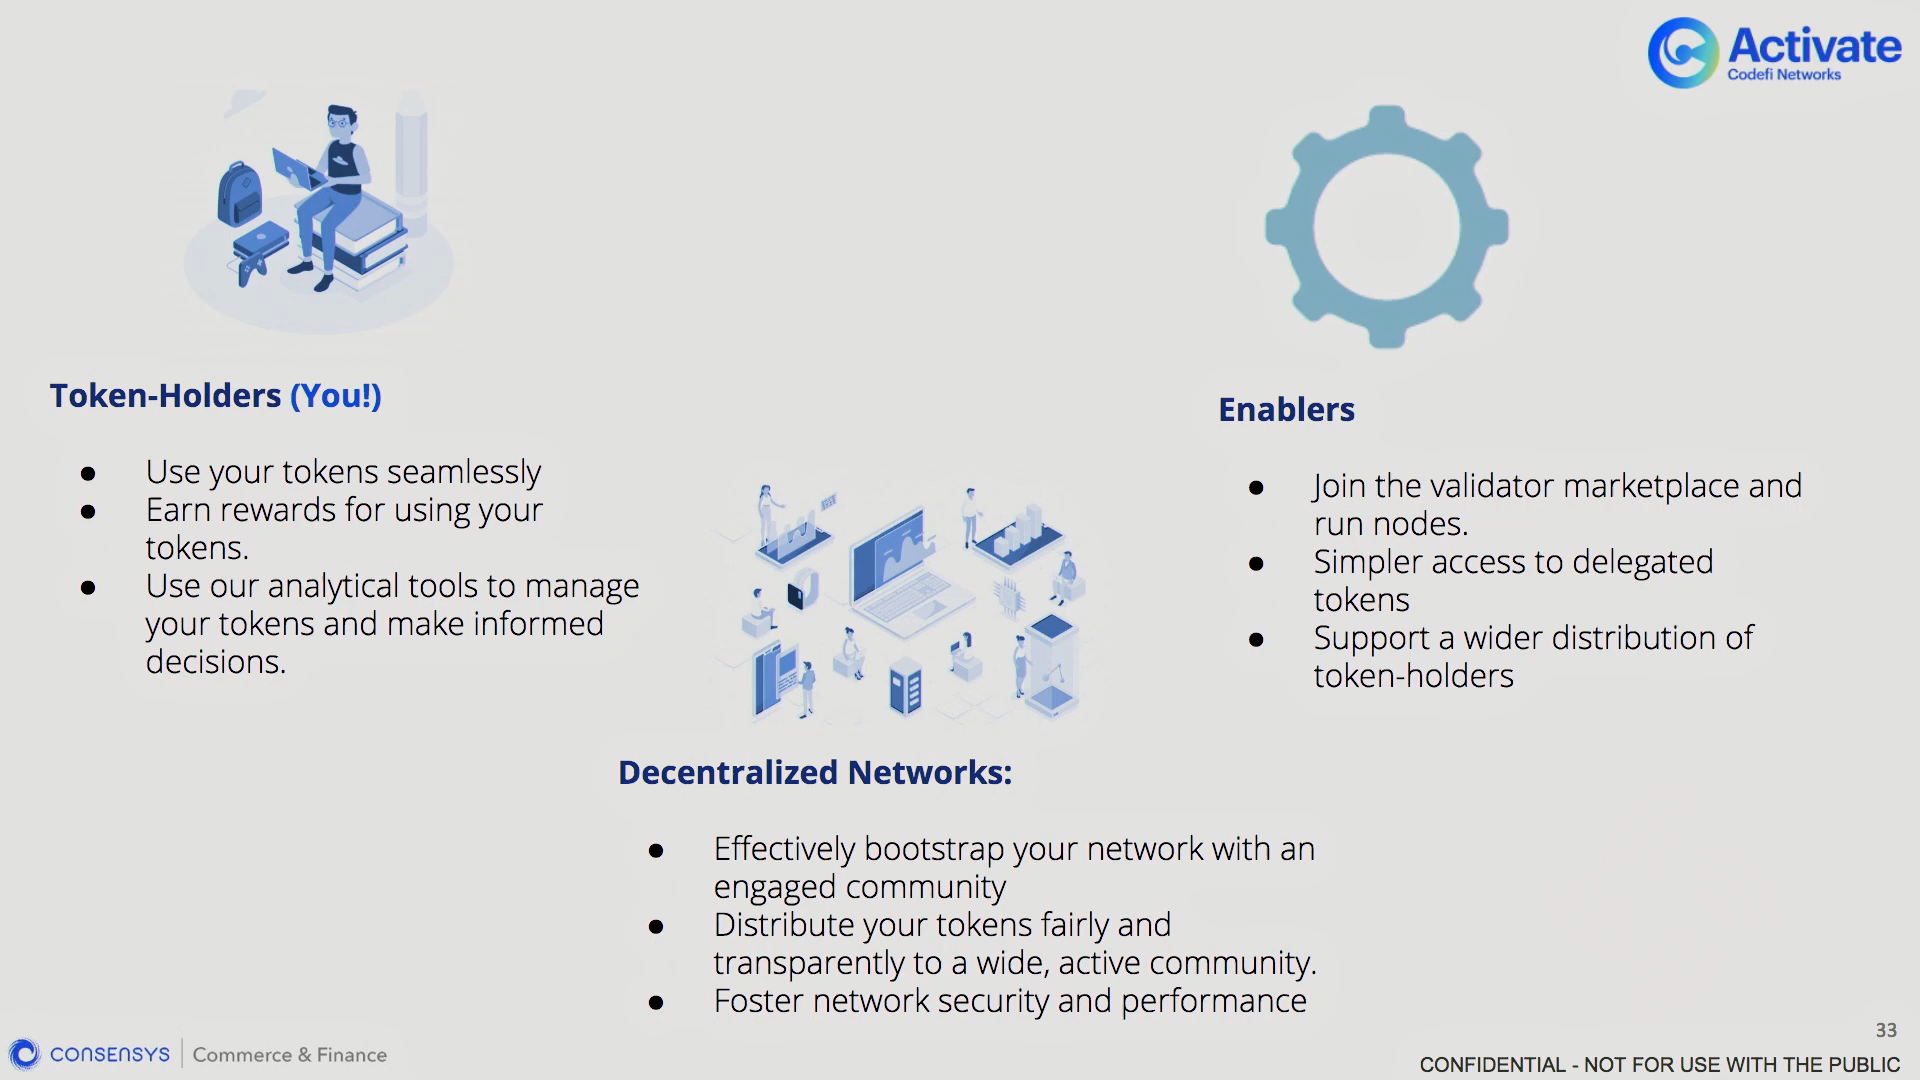 Activate
Codefi Networks
Token-Holders (You!)
● Use your tokens seamlessly
● Earn rewards for using your
tokens.
● Use our analytical tools to manage
your tokens and make informed
decisions.
Enablers
● Join the validator marketplace and
run nodes.
● Simpler access to delegated
tokens
● Support a wider distribution of
token-holders
Decentralized Networks:
● Effectively bootstrap your network with an
engaged community
● Distribute your tokens fairly and
transparently to a wide, active community.
● Foster network security and performance
33
CONSENSYS | Commerce & Finance
CONFIDENTIAL - NOT FOR USE WITH THE PUBLIC